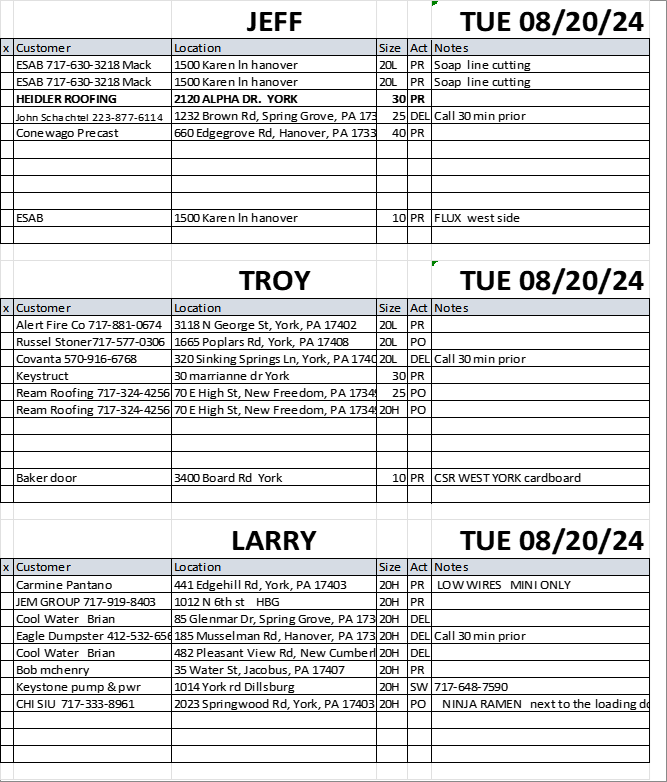 JEFF TUE 08/20/24
x Customer Location Size Act Notes
ESAB 717-630-3218 Mack 1500 Karen ln hanover 20L PR Soap line cutting
ESAB 717-630-3218 Mack 1500 Karen ln hanover 20L PR Soap line cutting
HEIDLER ROOFING 2120 ALPHA DR. YORK 30 PR
John Schachtel 223-877-6114 1232 Brown Rd, Spring Grove, PA 173 25 DEL Call 30 min prior
Conewago Precast 660 Edgegrove Rd, Hanover, PA 1733 40 PR
ESAB 1500 Karen ln hanover 10 PR FLUX west side
TROY TUE 08/20/24
x Customer Location Size Act Notes
Alert Fire Co 717-881-0674 3118 N George St, York, PA 17402 20L PR
Russel Stoner717-577-0306 1665 Poplars Rd, York, PA 17408 20L PO
Covanta 570-916-6768 320 Sinking Springs Ln, York, PA 1740 20L DEL Call 30 min prior
Keystruct 30 marrianne dr York 30 PR
Ream Roofing 717-324-4256 70 E High St, New Freedom, PA 1734 25 PO
Ream Roofing 717-324-4256 70 E High St, New Freedom, PA 1734 20H PO
Baker door 3400 Board Rd York 10 PR CSR WEST YORK cardboard
LARRY TUE 08/20/24
x Customer Location Size Act Notes
Carmine Pantano 441 Edgehill Rd, York, PA 17403 20H PR LOW WIRES MINI ONLY
JEM GROUP 717-919-8403 1012 N 6th st HBG 20H PR
Cool Water Brian 85 Glenmar Dr, Spring Grove, PA 173 20H DEL
Eagle Dumpster 412-532-656 185 Musselman Rd, Hanover, PA 173 20H DEL Call 30 min prior
Cool Water Brian 482 Pleasant View Rd, New Cumberl 20H DEL
Bob mchenry 35 Water St, Jacobus, PA 17407 20H PR
Keystone pump & pwr 1014 York rd Dillsburg 20H SW 717-648-7590
CHI SIU 717-333-8961 2023 Springwood Rd, York, PA 17403 20H PO NINJA RAMEN next to the loading do